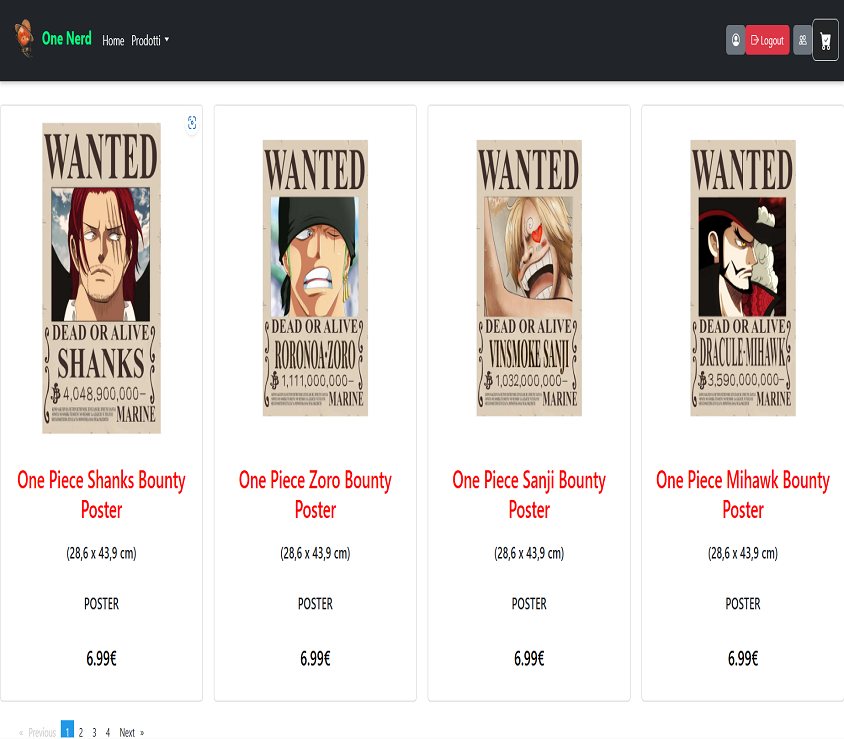 One Nerd Home Prodotti Logout
WANTED
DEAD OR ALIVE
SHANKS
4,048,900,000-
MARINE
One Piece Shanks Bounty
Poster
(28,6 x 43,9 cm)
POSTER
6.99€
WANTED
DEAD OR ALIVE
RORONOA·ZORO
1,111,000,000-
MARINE
One Piece Zoro Bounty
Poster
(28,6 x 43,9 cm)
POSTER
6.99€
WANTED
DEAD OR ALIVE
VINSMOKE SANJI
1,032,000,000-
MARINE
One Piece Sanji Bounty
Poster
(28,6 x 43,9 cm)
POSTER
6.99€
WANTED
DEAD OR ALIVE
DRACULE·MIHAWK
3,590,000,000-
MARINE
One Piece Mihawk Bounty
Poster
(28,6 x 43,9 cm)
POSTER
6.99€
« Previous 1 2 3 4 Next »